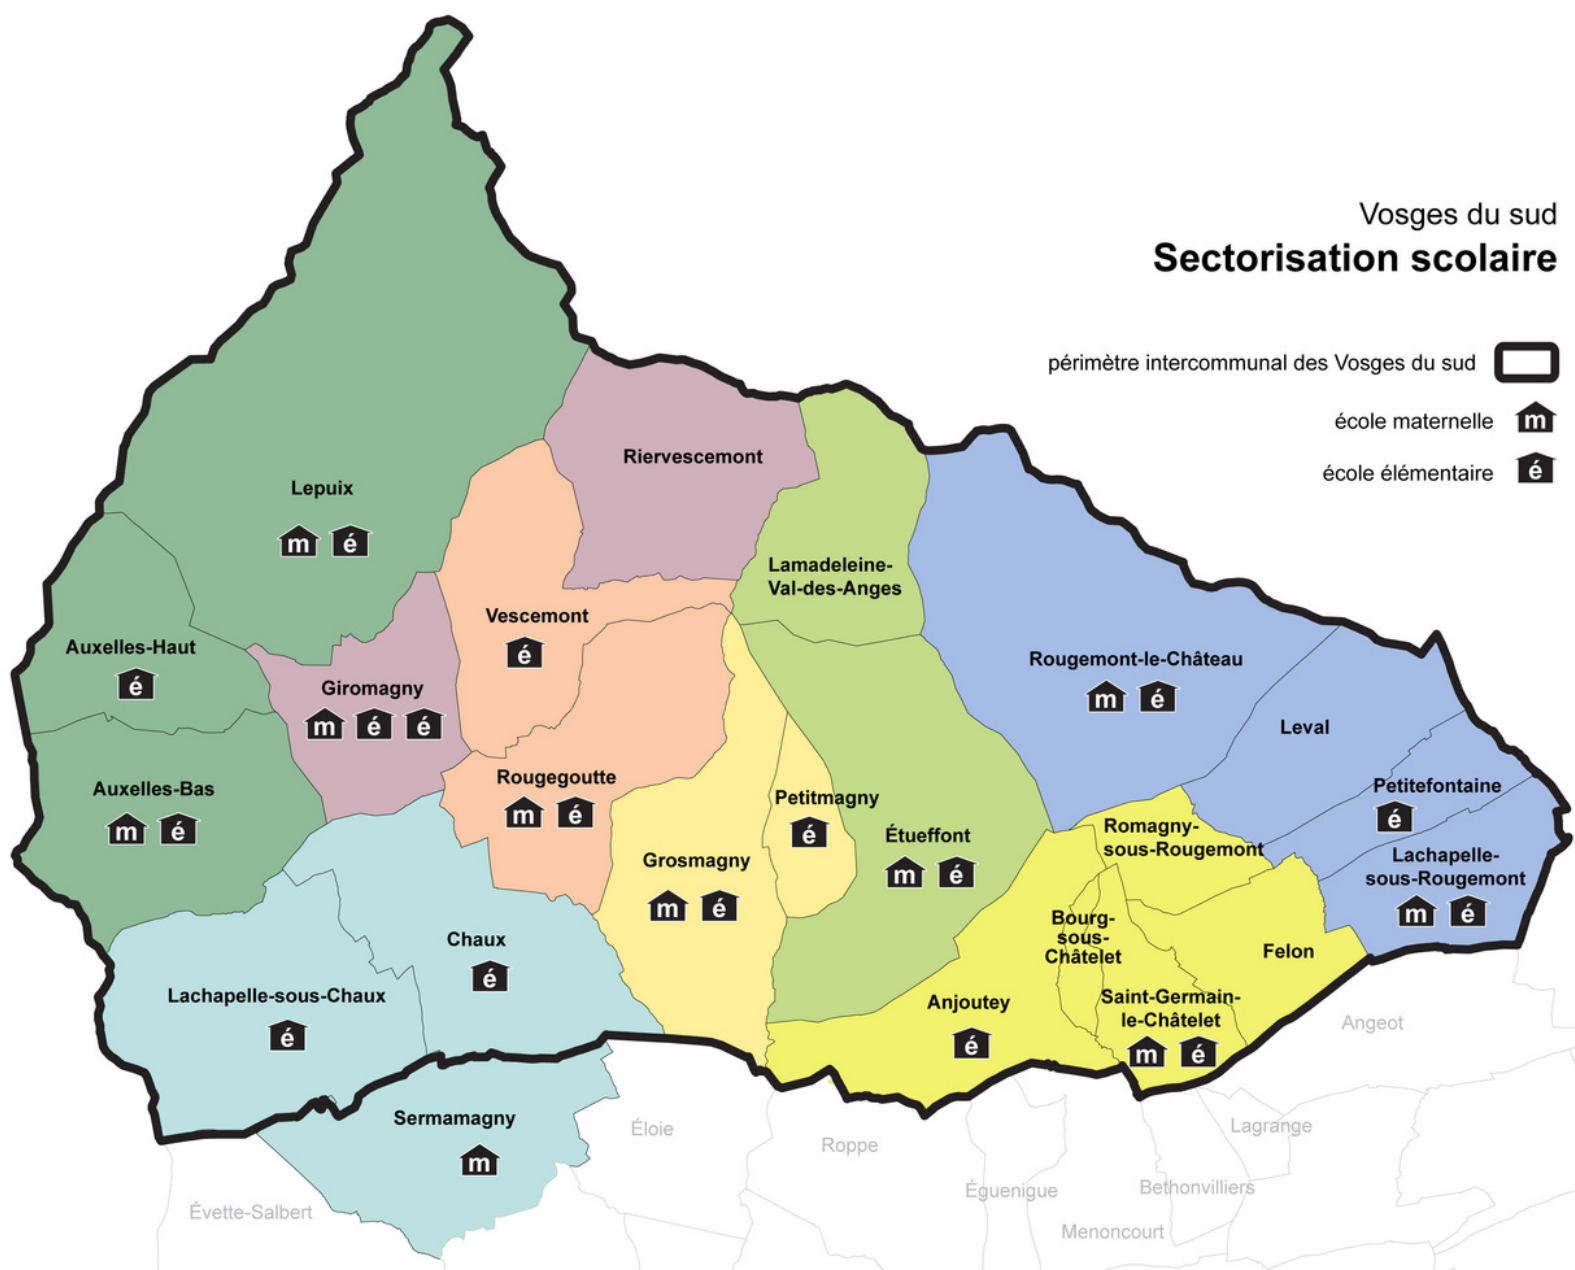 Vosges du sud
Sectorisation scolaire
périmètre intercommunal des Vosges du sud
école maternelle m
école élémentaire é
Riervescemont
Lepuix
m é
Lamadeleine-
Val-des-Anges
Vescemont
é
Auxelles-Haut
é
Rougemont-le-Château
m é
Giromagny
m é é
Leval
Rougegoutte
m é
Auxelles-Bas
m é
Petitefontaine
é
Petitmagny
é
Étueffont
m é
Romagny-
sous-Rougemont
Grosmagny
m é
Lachapelle-
sous-Rougemont
m é
Bourg-
sous-
Châtelet
Chaux
é
Felon
Lachapelle-sous-Chaux
é
Anjoutey
é
Saint-Germain-
le-Châtelet
m é
Angeot
Sermamagny
m
Éloie
Roppe
Lagrange
Éguenigue
Bethonvilliers
Évette-Salbert
Menoncourt